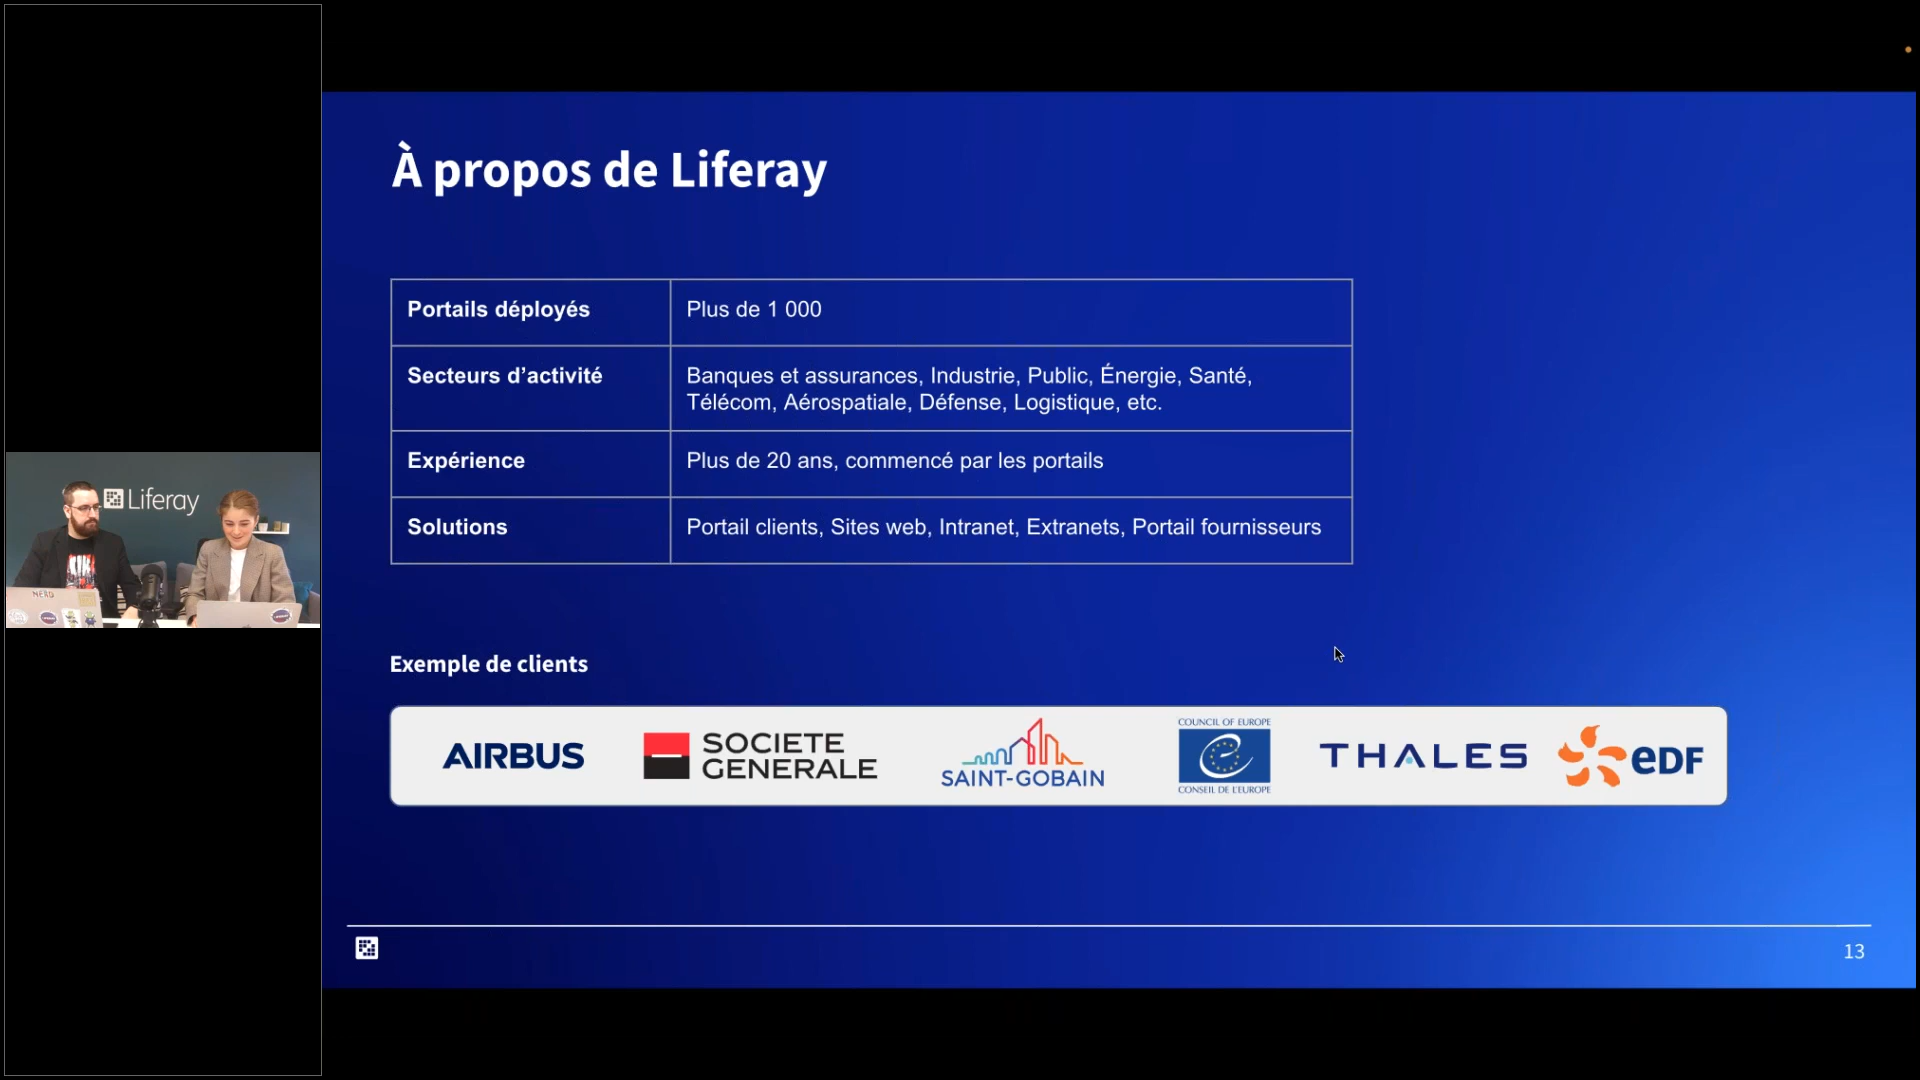 À propos de Liferay
Portails déployés
Plus de 1 000
Secteurs d’activité
Banques et assurances, Industrie, Public, Énergie, Santé,
Télécom, Aérospatiale, Défense, Logistique, etc.
Expérience
Plus de 20 ans, commencé par les portails
Solutions
Portail clients, Sites web, Intranet, Extranets, Portail fournisseurs
Liferay
NERD
Exemple de clients
AIRBUS
SOCIETE
GENERALE
SAINT-GOBAIN
COUNCIL OF EUROPE
CONSEIL DE L'EUROPE
THALES
eDF
13